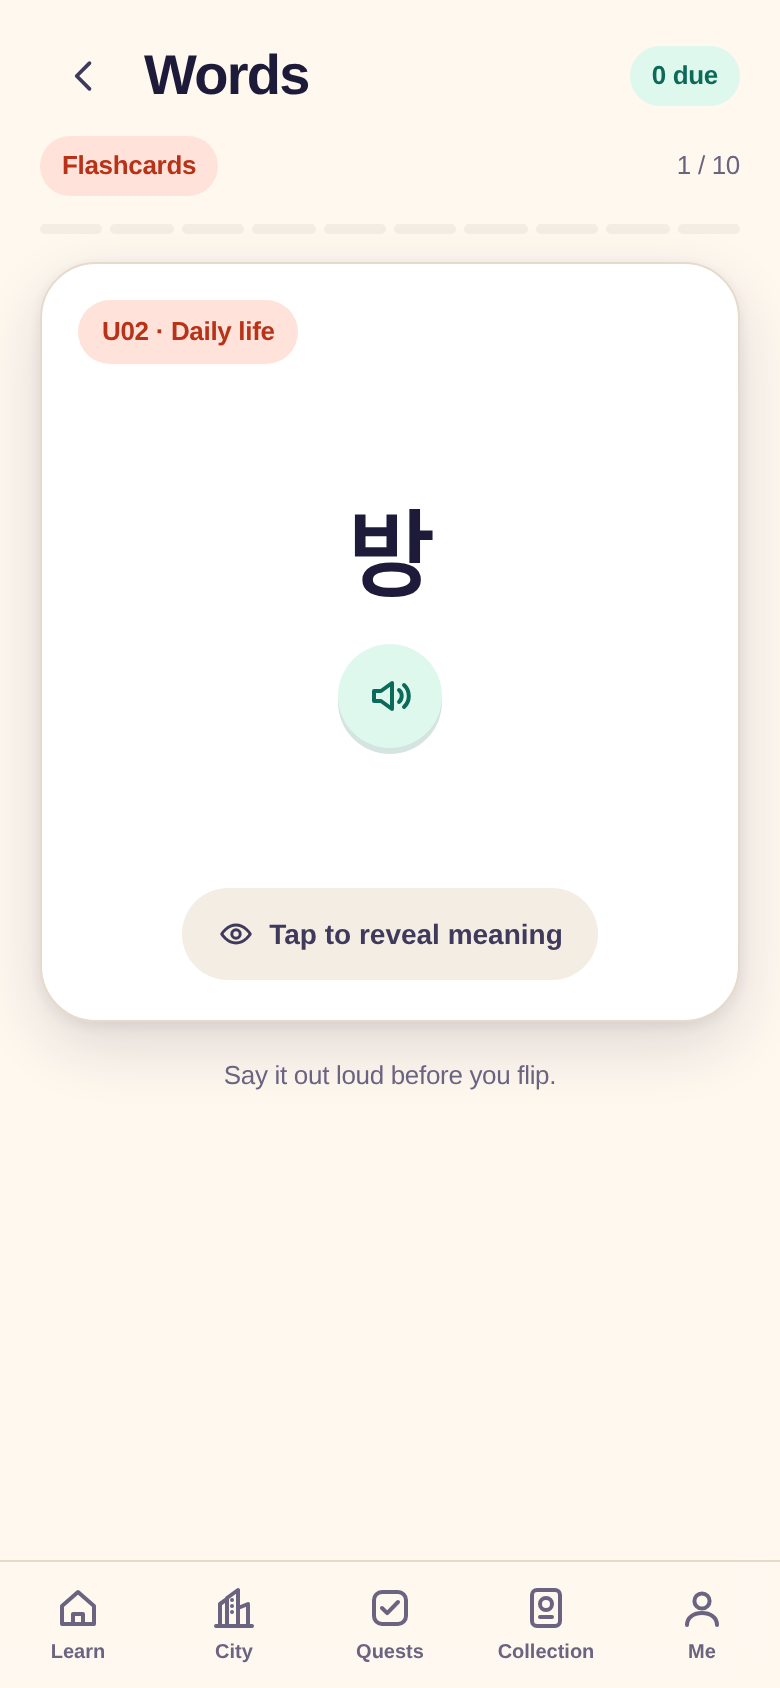 Words
0 due
Flashcards
1 / 10
U02 · Daily life
방
Tap to reveal meaning
Say it out loud before you flip.
Learn
City
Quests
Collection
Me